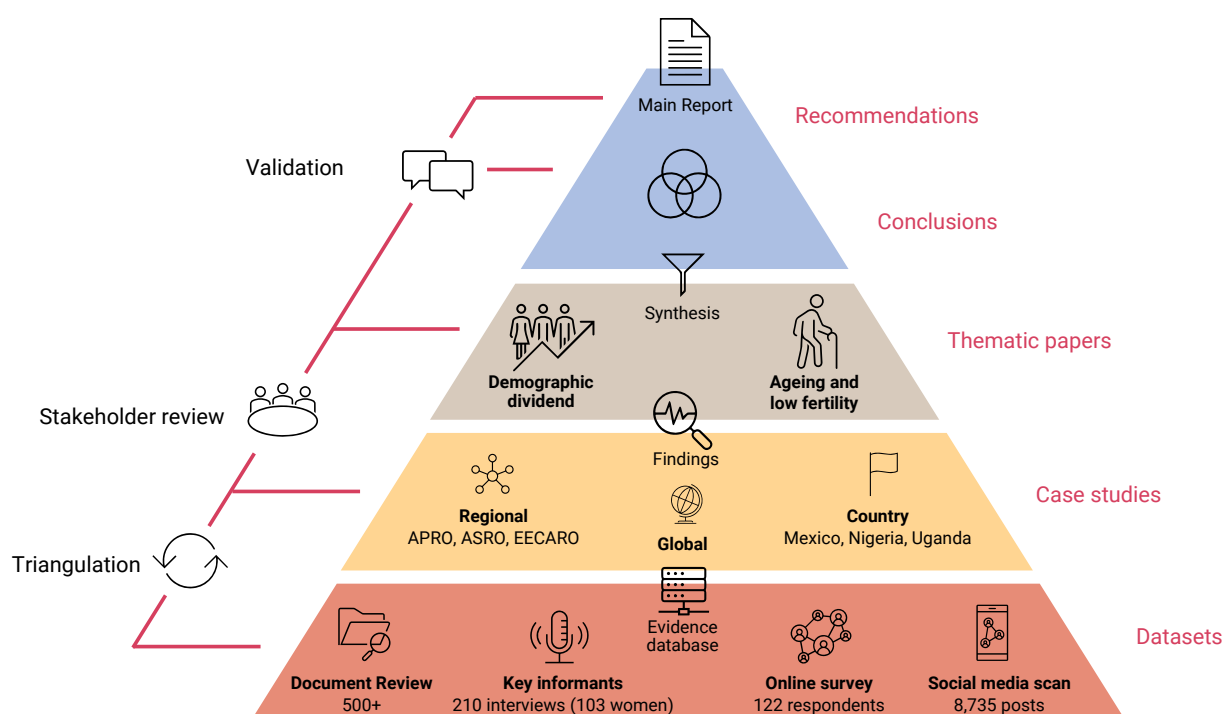 Main Report
Recommendations
Validation
Conclusions
Synthesis
Thematic papers
Demographic
dividend
Ageing and
low fertility
Stakeholder review
Findings
Case studies
Regional
APRO, ASRO, EECARO
Global
Country
Mexico, Nigeria, Uganda
Triangulation
Evidence
database
Datasets
Document Review
500+
Key informants
210 interviews (103 women)
Online survey
122 respondents
Social media scan
8,735 posts